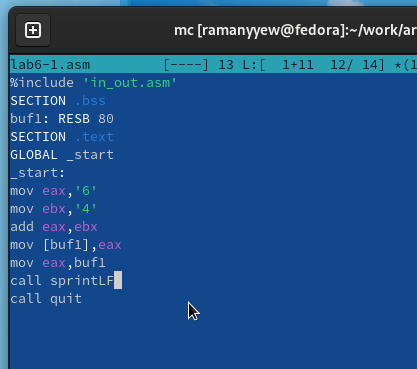 mc [ramanyyew@fedora]:~/work/ar
lab6-1.asm [----] 13 L:[ 1+11 12/ 14] *(1
%include 'in_out.asm'
SECTION .bss
buf1: RESB 80
SECTION .text
GLOBAL _start
_start:
mov eax,'6'
mov ebx,'4'
add eax,ebx
mov [buf1],eax
mov eax,buf1
call sprintLF
call quit